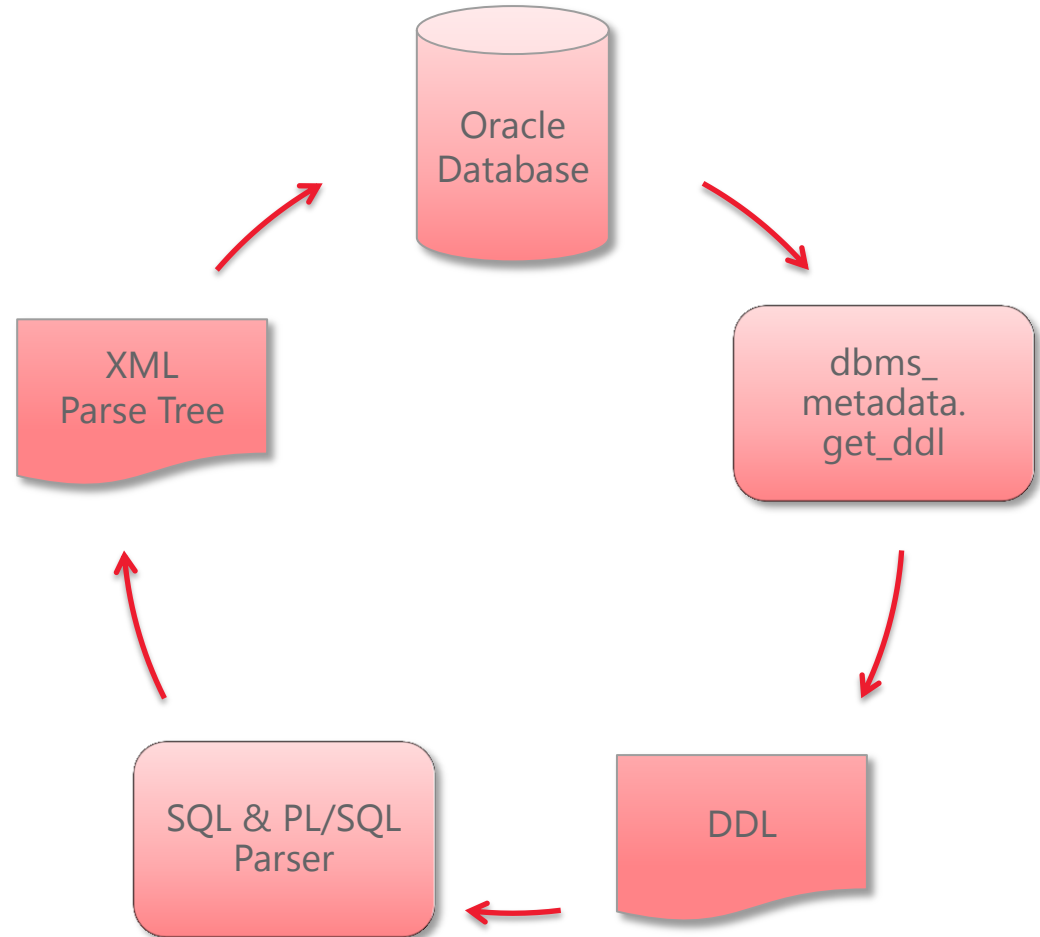 Oracle
Database
dbms_
metadata.
get_ddl
DDL
SQL & PL/SQL
Parser
XML
Parse Tree